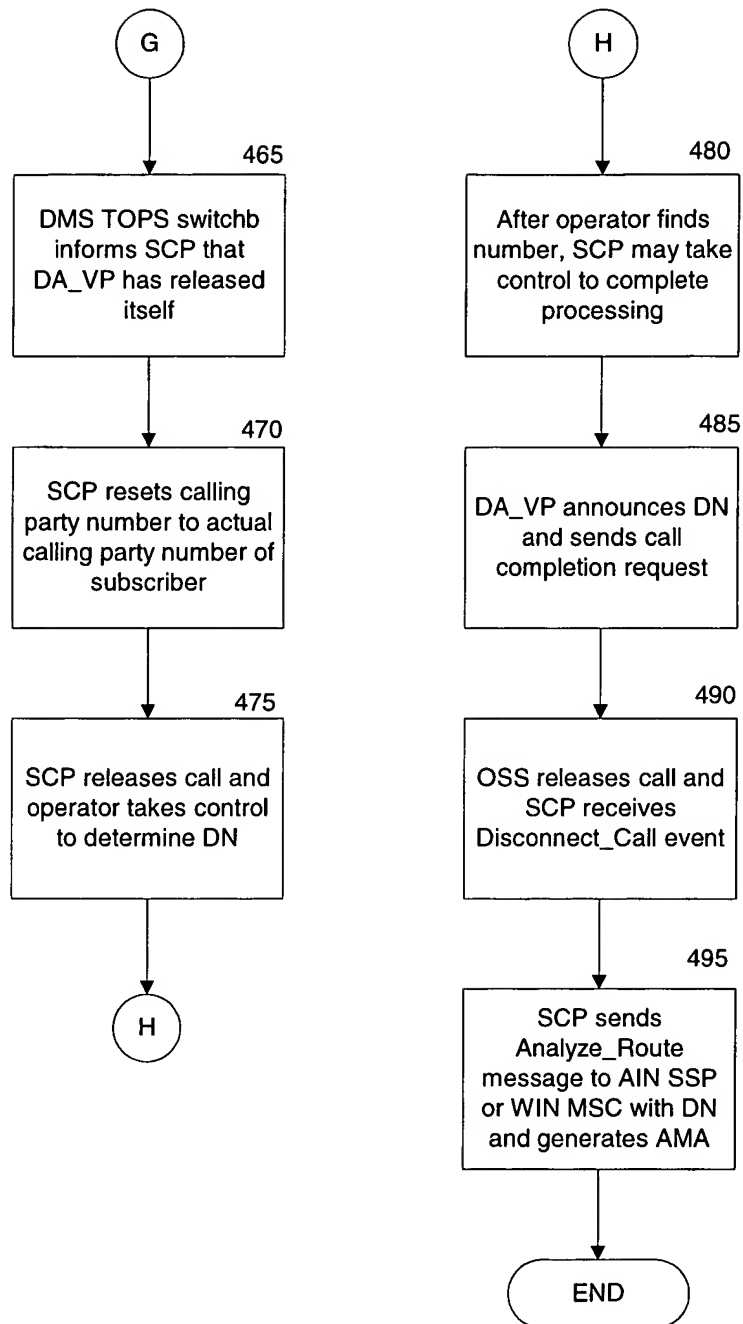 G
465
DMS TOPS switchb
informs SCP that
DA_VP has released
itself
470
SCP resets calling
party number to actual
calling party number of
subscriber
475
SCP releases call and
operator takes control
to determine DN
H
H
480
After operator finds
number, SCP may take
control to complete
processing
485
DA_VP announces DN
and sends call
completion request
490
OSS releases call and
SCP receives
Disconnect_Call event
495
SCP sends
Analyze_Route
message to AIN SSP
or WIN MSC with DN
and generates AMA
END